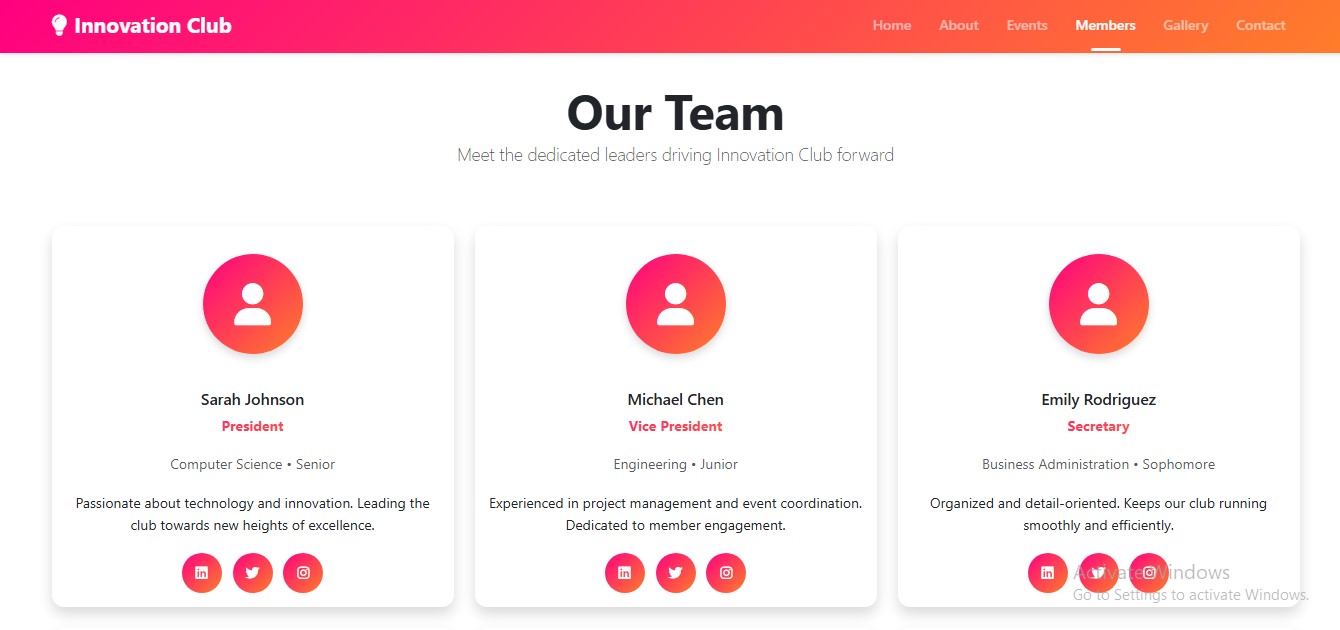 Innovation Club
Home About Events Members Gallery Contact
Our Team
Meet the dedicated leaders driving Innovation Club forward
Sarah Johnson
President
Computer Science • Senior
Passionate about technology and innovation. Leading the
club towards new heights of excellence.
Michael Chen
Vice President
Engineering • Junior
Experienced in project management and event coordination.
Dedicated to member engagement.
Emily Rodriguez
Secretary
Business Administration • Sophomore
Organized and detail-oriented. Keeps our club running
smoothly and efficiently.
Activate Windows
Go to Settings to activate Windows.